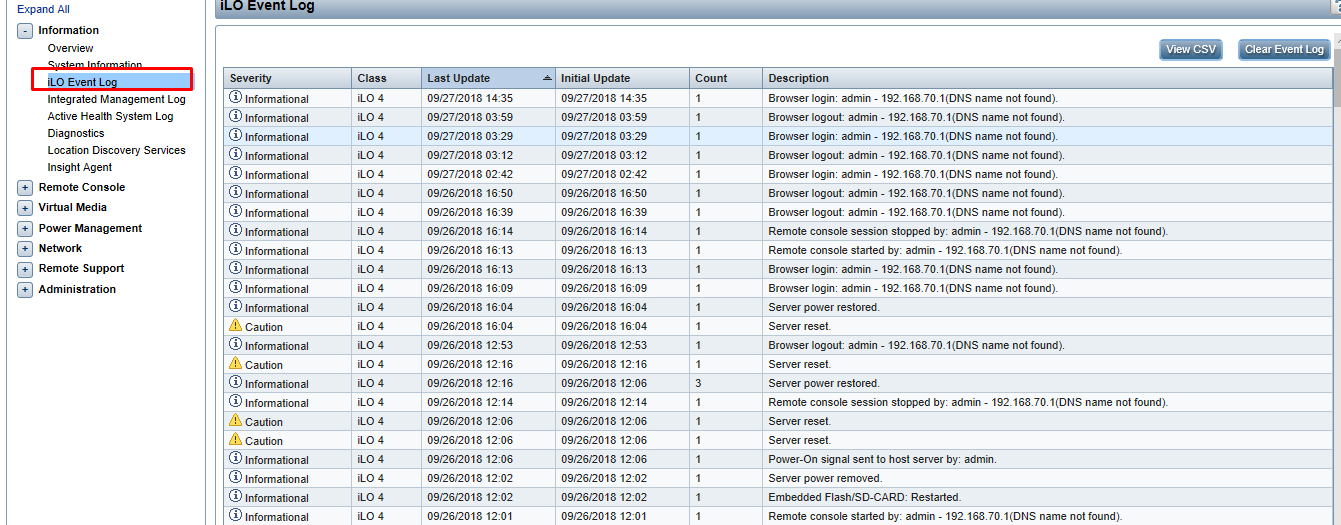 Expand All
Information
Overview
System Information
iLO Event Log
Integrated Management Log
Active Health System Log
Diagnostics
Location Discovery Services
Insight Agent
Remote Console
Virtual Media
Power Management
Network
Remote Support
Administration
iLO Event Log
View CSV Clear Event Log
Severity Class Last Update Initial Update Count Description
Informational iLO 4 09/27/2018 14:35 09/27/2018 14:35 1 Browser login: admin - 192.168.70.1(DNS name not found).
Informational iLO 4 09/27/2018 03:59 09/27/2018 03:59 1 Browser logout: admin - 192.168.70.1(DNS name not found).
Informational iLO 4 09/27/2018 03:29 09/27/2018 03:29 1 Browser login: admin - 192.168.70.1(DNS name not found).
Informational iLO 4 09/27/2018 03:12 09/27/2018 03:12 1 Browser logout: admin - 192.168.70.1(DNS name not found).
Informational iLO 4 09/27/2018 02:42 09/27/2018 02:42 1 Browser login: admin - 192.168.70.1(DNS name not found).
Informational iLO 4 09/26/2018 16:50 09/26/2018 16:50 1 Browser logout: admin - 192.168.70.1(DNS name not found).
Informational iLO 4 09/26/2018 16:39 09/26/2018 16:39 1 Browser logout: admin - 192.168.70.1(DNS name not found).
Informational iLO 4 09/26/2018 16:14 09/26/2018 16:14 1 Remote console session stopped by: admin - 192.168.70.1(DNS name not found).
Informational iLO 4 09/26/2018 16:13 09/26/2018 16:13 1 Remote console started by: admin - 192.168.70.1(DNS name not found).
Informational iLO 4 09/26/2018 16:13 09/26/2018 16:13 1 Browser login: admin - 192.168.70.1(DNS name not found).
Informational iLO 4 09/26/2018 16:09 09/26/2018 16:09 1 Browser login: admin - 192.168.70.1(DNS name not found).
Informational iLO 4 09/26/2018 16:04 09/26/2018 16:04 1 Server power restored.
Caution iLO 4 09/26/2018 16:04 09/26/2018 16:04 1 Server reset.
Informational iLO 4 09/26/2018 12:53 09/26/2018 12:53 1 Browser logout: admin - 192.168.70.1(DNS name not found).
Caution iLO 4 09/26/2018 12:16 09/26/2018 12:16 1 Server reset.
Informational iLO 4 09/26/2018 12:16 09/26/2018 12:06 3 Server power restored.
Informational iLO 4 09/26/2018 12:14 09/26/2018 12:14 1 Remote console session stopped by: admin - 192.168.70.1(DNS name not found).
Caution iLO 4 09/26/2018 12:06 09/26/2018 12:06 1 Server reset.
Caution iLO 4 09/26/2018 12:06 09/26/2018 12:06 1 Server reset.
Informational iLO 4 09/26/2018 12:06 09/26/2018 12:06 1 Power-On signal sent to host server by: admin.
Informational iLO 4 09/26/2018 12:02 09/26/2018 12:02 1 Server power removed.
Informational iLO 4 09/26/2018 12:02 09/26/2018 12:02 1 Embedded Flash/SD-CARD: Restarted.
Informational iLO 4 09/26/2018 12:01 09/26/2018 12:01 1 Remote console started by: admin - 192.168.70.1(DNS name not found).